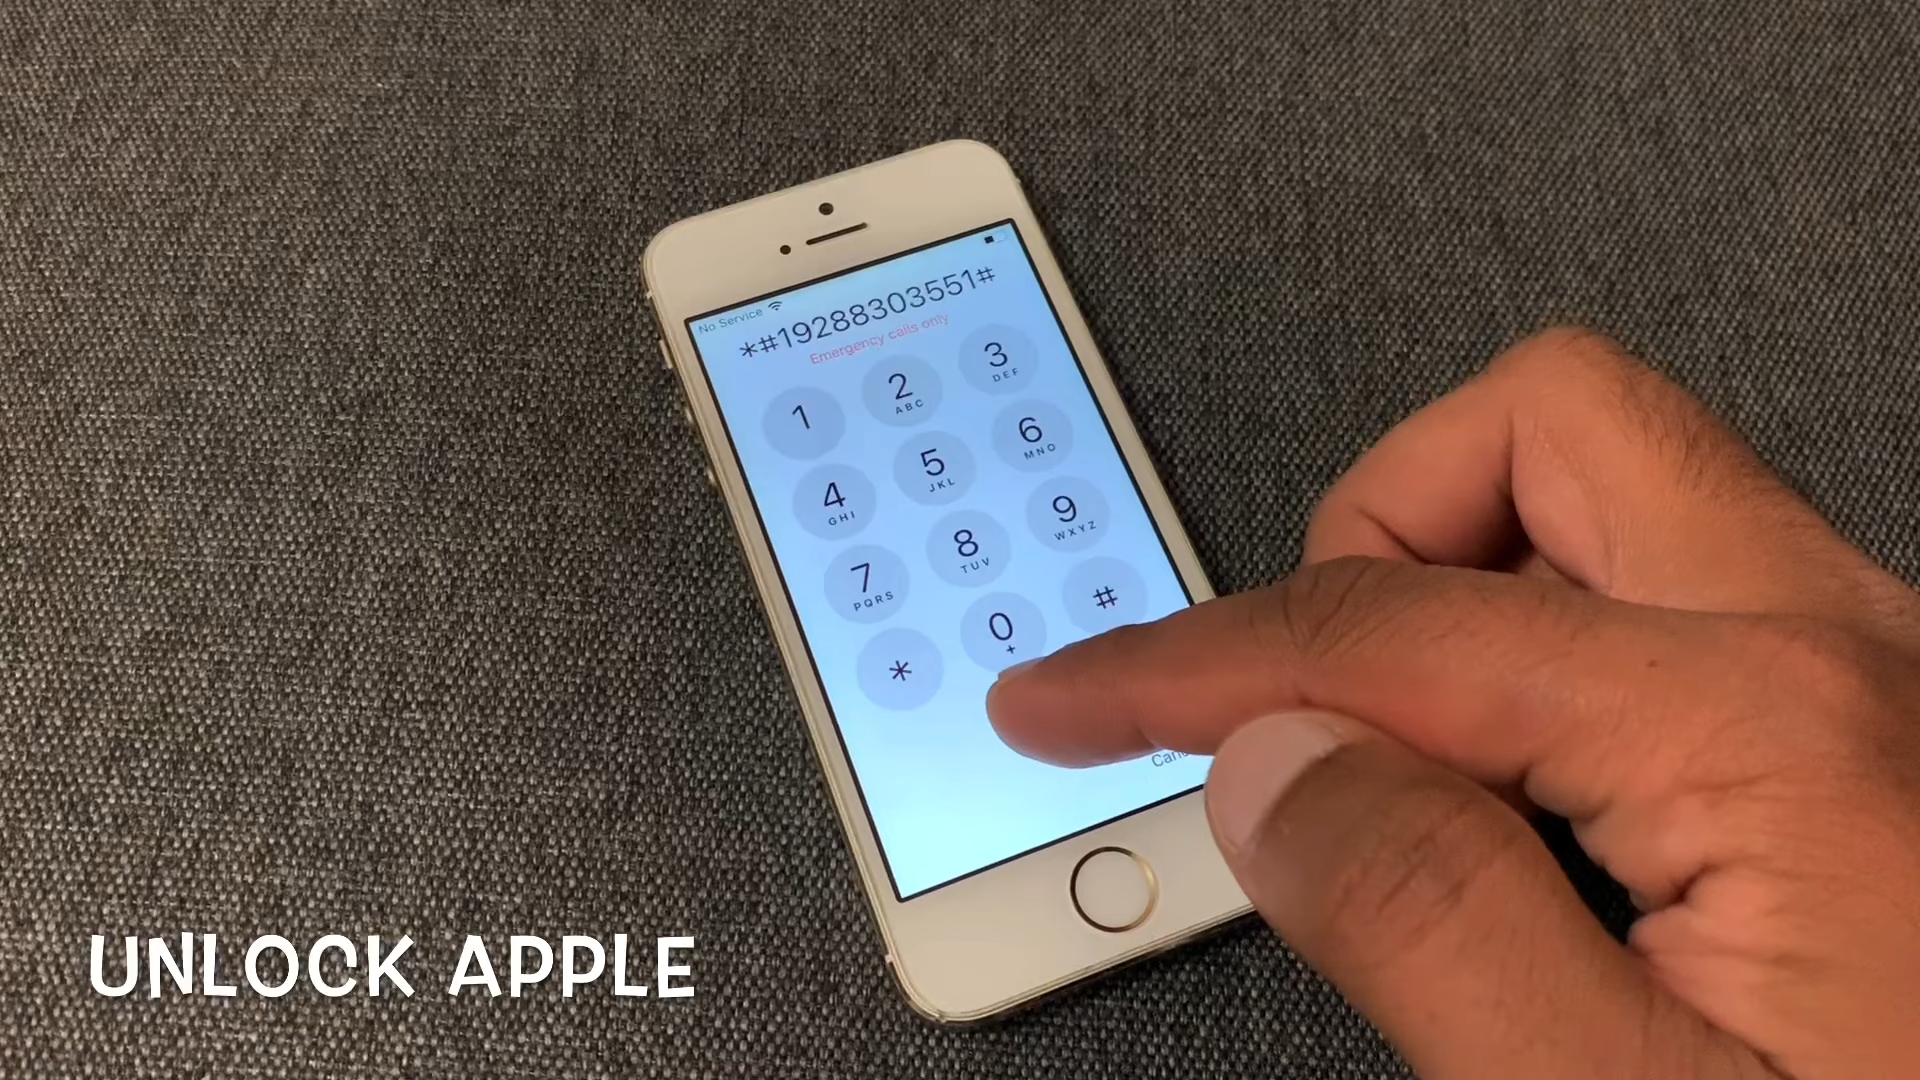 No Service
*#19288303551#
Emergency calls only
1
2
ABC
3
DEF
4
GHI
5
JKL
6
MNO
7
PQRS
8
TUV
9
WXYZ
*
0
+
#
UNLOCK APPLE